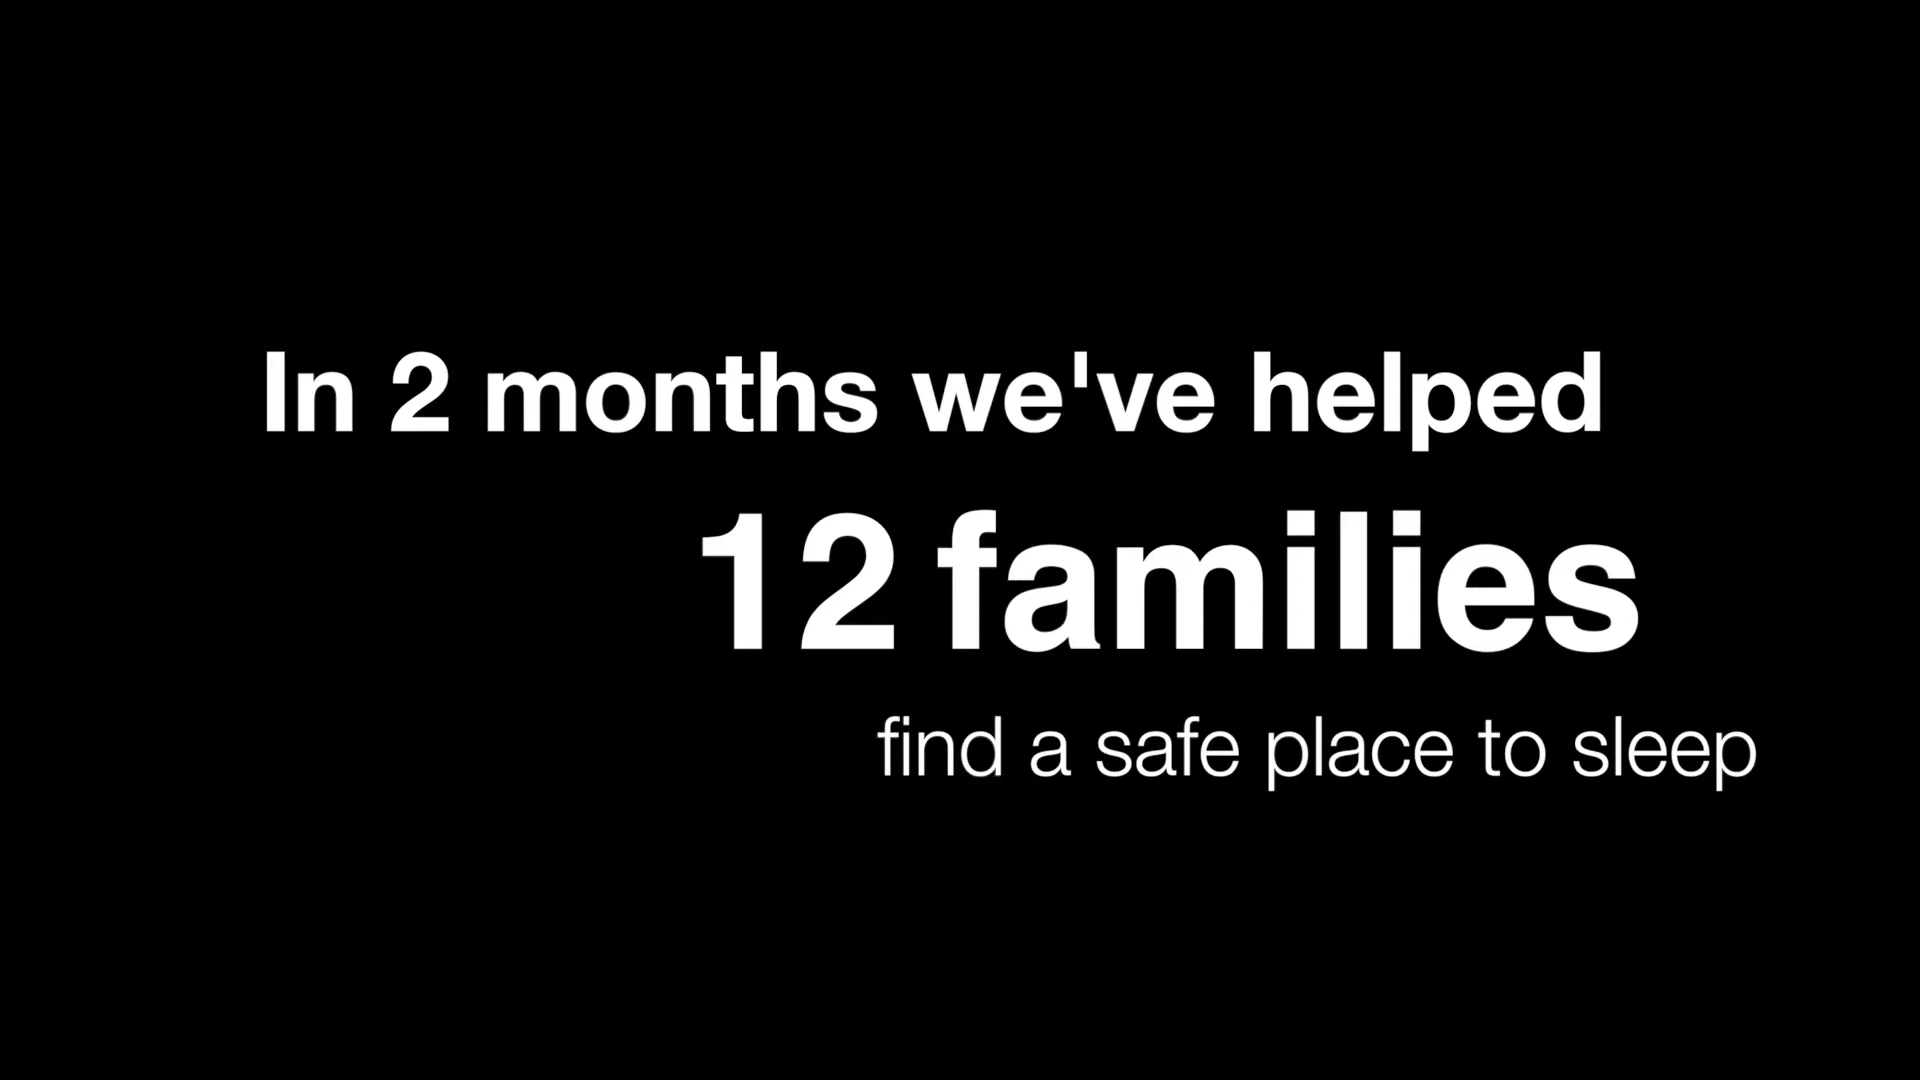 In 2 months we've helped
12 families
find a safe place to sleep